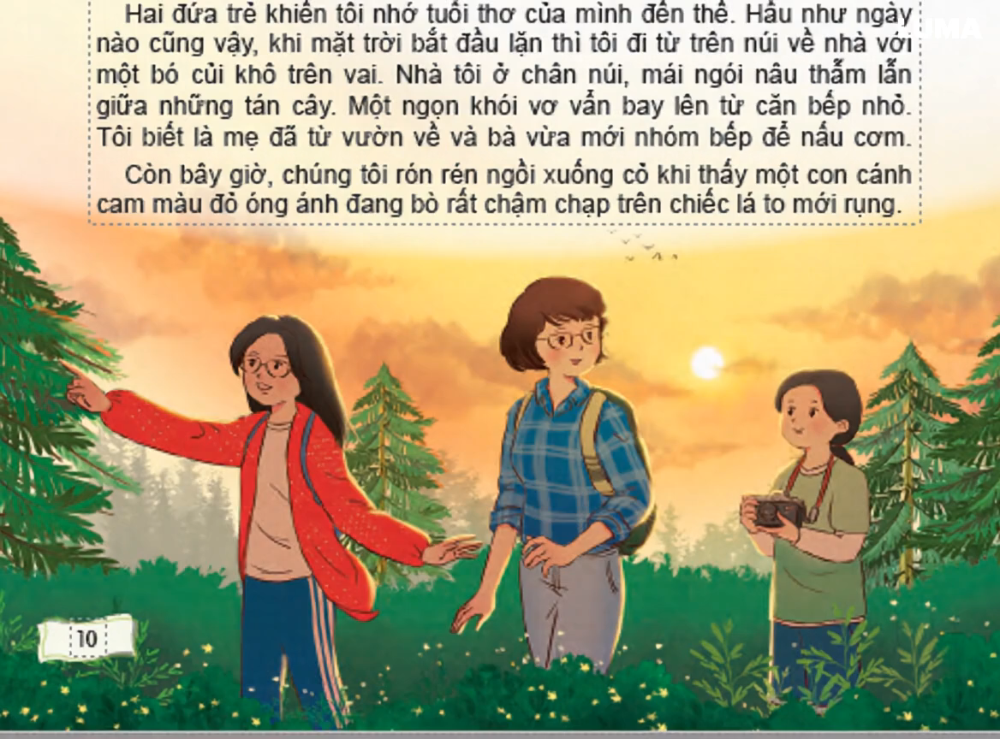 Hai đứa trẻ khiến tôi nhớ tuổi thơ của mình đến thế. Hầu như ngày
nào cũng vậy, khi mặt trời bắt đầu lặn thì tôi đi từ trên núi về nhà với
một bó củi khô trên vai. Nhà tôi ở chân núi, mái ngói nâu thẫm lẫn
giữa những tán cây. Một ngọn khói vơ vẩn bay lên từ căn bếp nhỏ.
Tôi biết là mẹ đã từ vườn về và bà vừa mới nhóm bếp để nấu cơm.
Còn bây giờ, chúng tôi rón rén ngồi xuống cỏ khi thấy một con cánh
cam màu đỏ óng ánh đang bò rất chậm chạp trên chiếc lá to mới rụng.
10